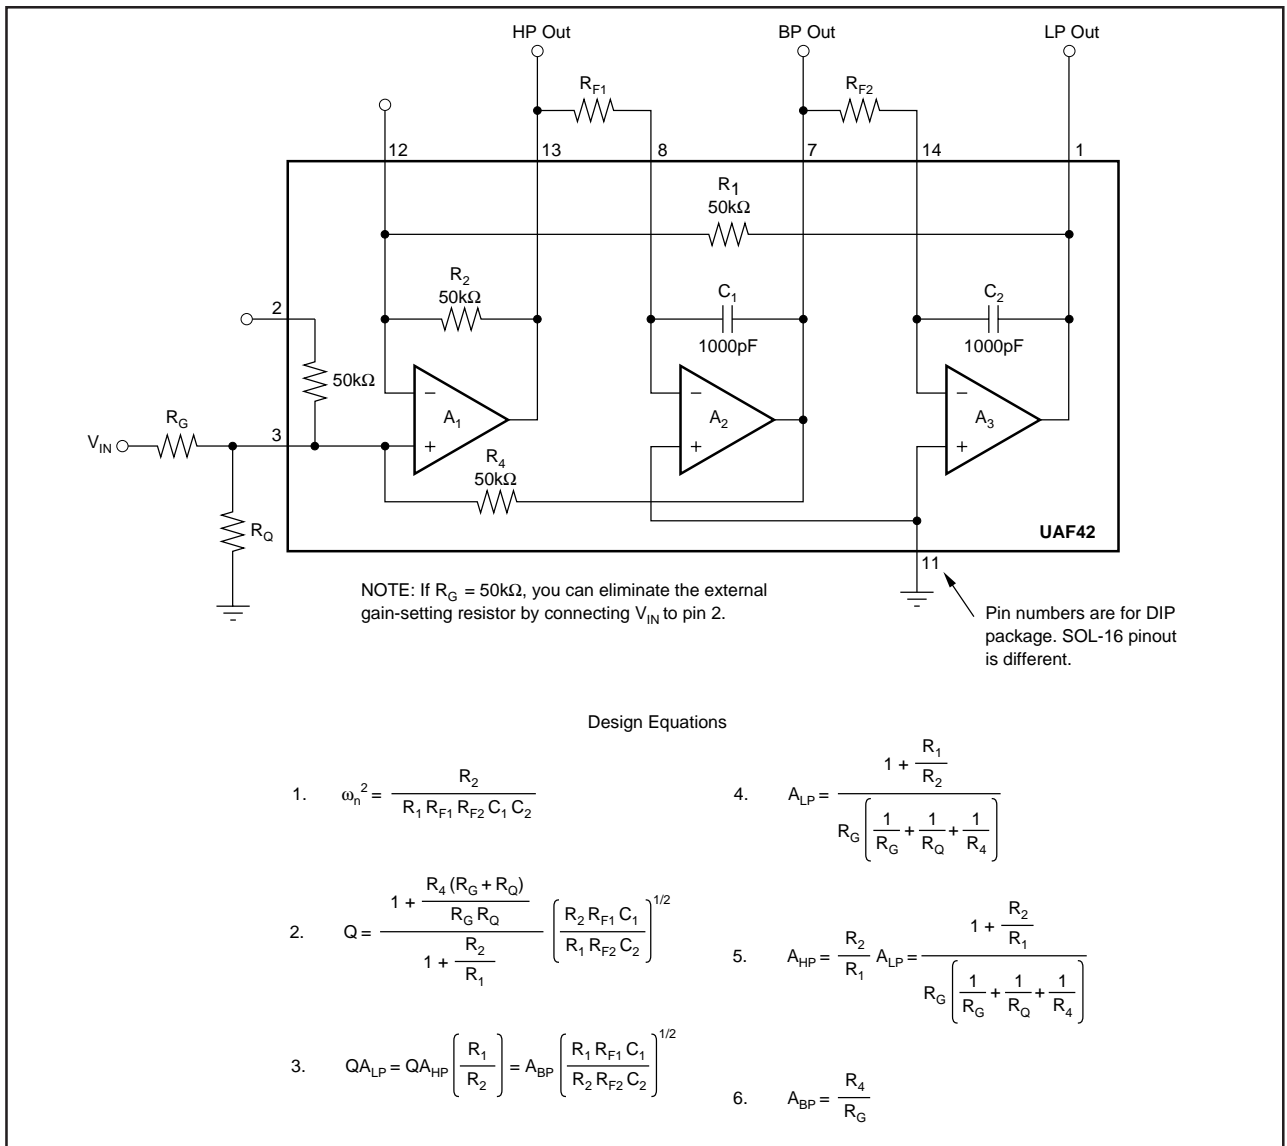 HP Out
BP Out
LP Out
R_F1
R_F2
12
13
8
7
14
1
R_1
50kΩ
R_2
50kΩ
C_1
1000pF
C_2
1000pF
2
50kΩ
R_G
V_IN
3
− A_1 +
− A_2 +
− A_3 +
R_4
50kΩ
R_Q
UAF42
11
NOTE: If R_G = 50kΩ, you can eliminate the external
gain-setting resistor by connecting V_IN to pin 2.
Pin numbers are for DIP
package. SOL-16 pinout
is different.
Design Equations
1. ω_n^2 = R_2 / (R_1 R_F1 R_F2 C_1 C_2)
2. Q = (1 + R_4 (R_G + R_Q) / (R_G R_Q)) / (1 + R_2 / R_1) (R_2 R_F1 C_1 / (R_1 R_F2 C_2))^1/2
3. QA_LP = QA_HP (R_1 / R_2) = A_BP (R_1 R_F1 C_1 / (R_2 R_F2 C_2))^1/2
4. A_LP = (1 + R_1 / R_2) / (R_G (1 / R_G + 1 / R_Q + 1 / R_4))
5. A_HP = R_2 / R_1 A_LP = (1 + R_2 / R_1) / (R_G (1 / R_G + 1 / R_Q + 1 / R_4))
6. A_BP = R_4 / R_G